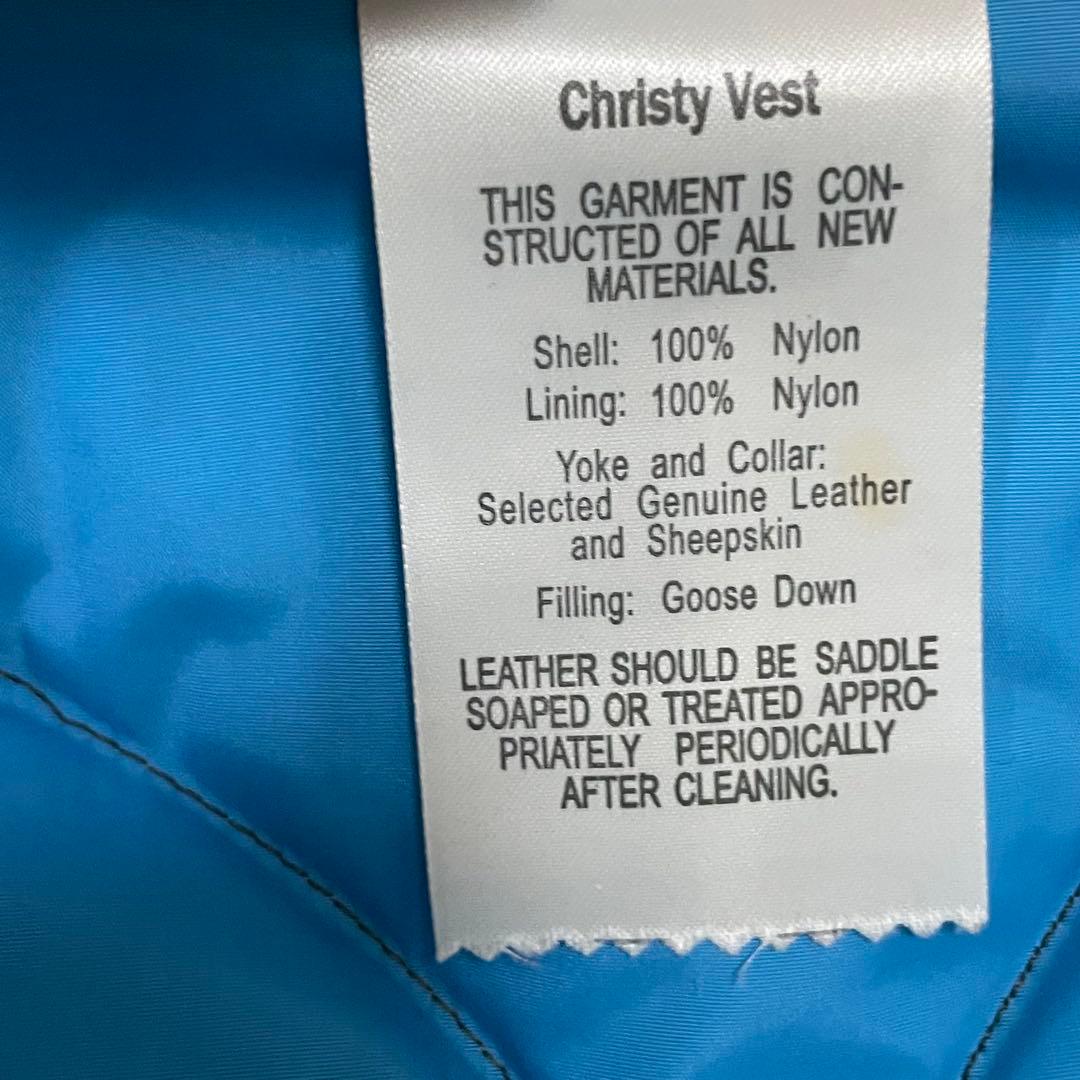 Christy Vest
THIS GARMENT IS CON-
STRUCTED OF ALL NEW
MATERIALS.
Shell: 100% Nylon
Lining: 100% Nylon
Yoke and Collar:
Selected Genuine Leather
and Sheepskin
Filling: Goose Down
LEATHER SHOULD BE SADDLE
SOAPED OR TREATED APPRO-
PRIATELY PERIODICALLY
AFTER CLEANING.